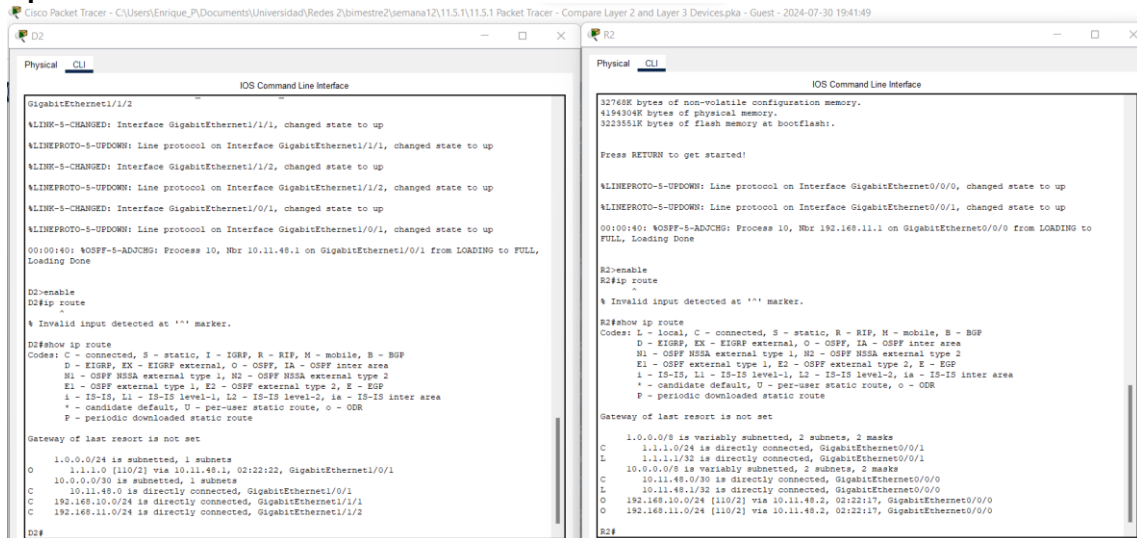 Cisco Packet Tracer - C:\Users\Enrique_P\Documents\Universidad\Redes 2\bimestre2\semana12\11.5.1\11.5.1 Packet Tracer - Compare Layer 2 and Layer 3 Devices.pka - Guest - 2024-07-30 19:41:49
D2
Physical CLI
IOS Command Line Interface
GigabitEthernet1/1/2
%LINK-5-CHANGED: Interface GigabitEthernet1/1/1, changed state to up
%LINEPROTO-5-UPDOWN: Line protocol on Interface GigabitEthernet1/1/1, changed state to up
%LINK-5-CHANGED: Interface GigabitEthernet1/1/2, changed state to up
%LINEPROTO-5-UPDOWN: Line protocol on Interface GigabitEthernet1/1/2, changed state to up
%LINK-5-CHANGED: Interface GigabitEthernet1/0/1, changed state to up
%LINEPROTO-5-UPDOWN: Line protocol on Interface GigabitEthernet1/0/1, changed state to up
00:00:40: %OSPF-5-ADJCHG: Process 10, Nbr 10.11.48.1 on GigabitEthernet1/0/1 from LOADING to FULL,
Loading Done
D2>enable
D2#ip route
^
% Invalid input detected at '^' marker.
D2#show ip route
Codes: C - connected, S - static, I - IGRP, R - RIP, M - mobile, B - BGP
D - EIGRP, EX - EIGRP external, O - OSPF, IA - OSPF inter area
N1 - OSPF NSSA external type 1, N2 - OSPF NSSA external type 2
E1 - OSPF external type 1, E2 - OSPF external type 2, E - EGP
i - IS-IS, L1 - IS-IS level-1, L2 - IS-IS level-2, ia - IS-IS inter area
* - candidate default, U - per-user static route, o - ODR
P - periodic downloaded static route
Gateway of last resort is not set
1.0.0.0/24 is subnetted, 1 subnets
O 1.1.1.0 [110/2] via 10.11.48.1, 02:22:22, GigabitEthernet1/0/1
10.0.0.0/30 is subnetted, 1 subnets
C 10.11.48.0 is directly connected, GigabitEthernet1/0/1
C 192.168.10.0/24 is directly connected, GigabitEthernet1/1/1
C 192.168.11.0/24 is directly connected, GigabitEthernet1/1/2
D2#
R2
Physical CLI
IOS Command Line Interface
32768K bytes of non-volatile configuration memory.
4194304K bytes of physical memory.
3223551K bytes of flash memory at bootflash:.
Press RETURN to get started!
%LINEPROTO-5-UPDOWN: Line protocol on Interface GigabitEthernet0/0/0, changed state to up
%LINEPROTO-5-UPDOWN: Line protocol on Interface GigabitEthernet0/0/1, changed state to up
00:00:40: %OSPF-5-ADJCHG: Process 10, Nbr 192.168.11.1 on GigabitEthernet0/0/0 from LOADING to
FULL, Loading Done
R2>enable
R2#ip route
^
% Invalid input detected at '^' marker.
R2#show ip route
Codes: L - local, C - connected, S - static, R - RIP, M - mobile, B - BGP
D - EIGRP, EX - EIGRP external, O - OSPF, IA - OSPF inter area
N1 - OSPF NSSA external type 1, N2 - OSPF NSSA external type 2
E1 - OSPF external type 1, E2 - OSPF external type 2, E - EGP
i - IS-IS, L1 - IS-IS level-1, L2 - IS-IS level-2, ia - IS-IS inter area
* - candidate default, U - per-user static route, o - ODR
P - periodic downloaded static route
Gateway of last resort is not set
1.0.0.0/8 is variably subnetted, 2 subnets, 2 masks
C 1.1.1.0/24 is directly connected, GigabitEthernet0/0/1
L 1.1.1.1/32 is directly connected, GigabitEthernet0/0/1
10.0.0.0/8 is variably subnetted, 2 subnets, 2 masks
C 10.11.48.0/30 is directly connected, GigabitEthernet0/0/0
L 10.11.48.1/32 is directly connected, GigabitEthernet0/0/0
O 192.168.10.0/24 [110/2] via 10.11.48.2, 02:22:17, GigabitEthernet0/0/0
O 192.168.11.0/24 [110/2] via 10.11.48.2, 02:22:17, GigabitEthernet0/0/0
R2#